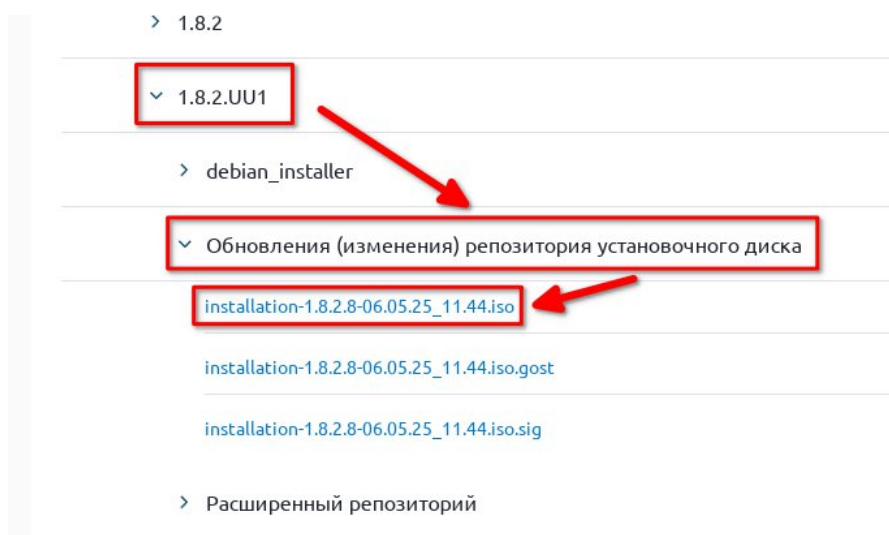 1.8.2
1.8.2.UU1
debian_installer
Обновления (изменения) репозитория установочного диска
installation-1.8.2.8-06.05.25_11.44.iso
installation-1.8.2.8-06.05.25_11.44.iso.gost
installation-1.8.2.8-06.05.25_11.44.iso.sig
Расширенный репозиторий